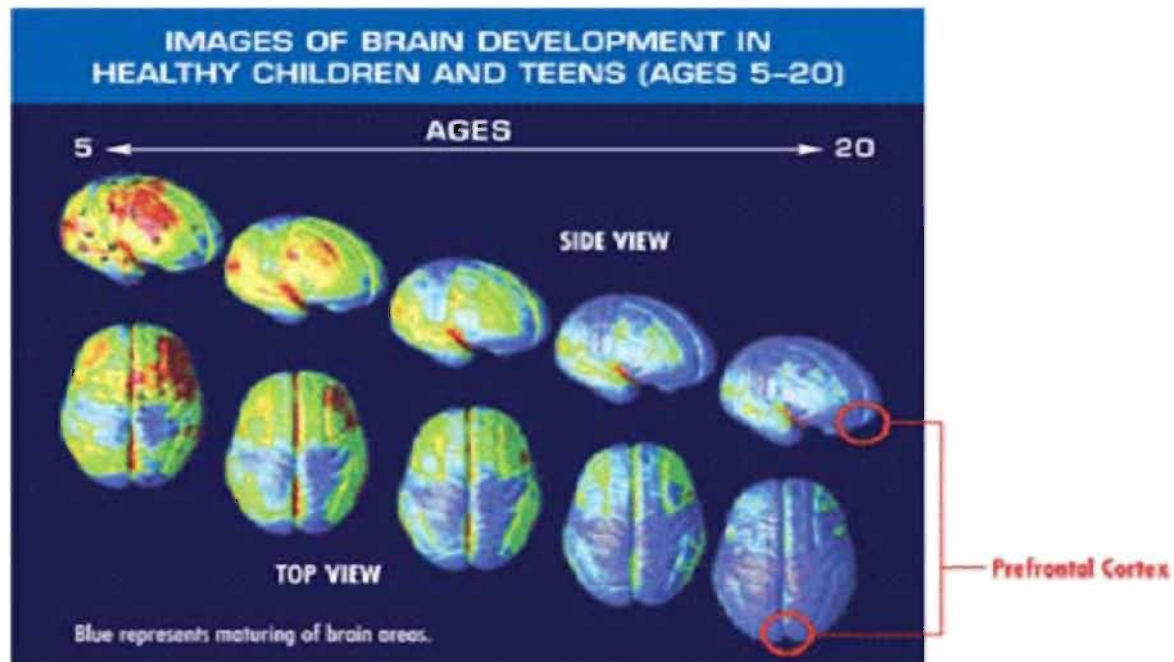 IMAGES OF BRAIN DEVELOPMENT IN
HEALTHY CHILDREN AND TEENS (AGES 5–20)
AGES
5
20
SIDE VIEW
TOP VIEW
Prefrontal Cortex
Blue represents maturing of brain areas.